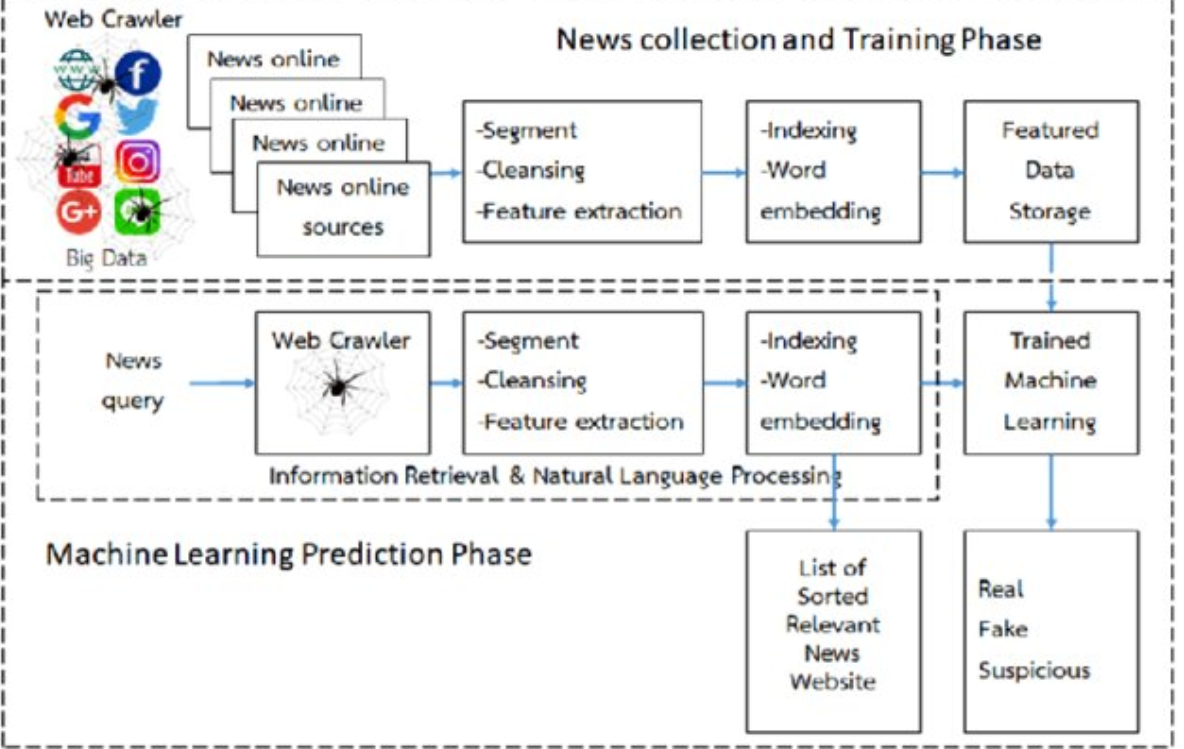 Web Crawler
News collection and Training Phase
News online
News online
News online
News online
sources
www
f
G
Tube
G+
Big Data
-Segment
-Cleansing
-Feature extraction
-Indexing
-Word
embedding
Featured
Data
Storage
News
query
Web Crawler
-Segment
-Cleansing
-Feature extraction
-Indexing
-Word
embedding
Trained
Machine
Learning
Information Retrieval & Natural Language Processing
Machine Learning Prediction Phase
List of
Sorted
Relevant
News
Website
Real
Fake
Suspicious